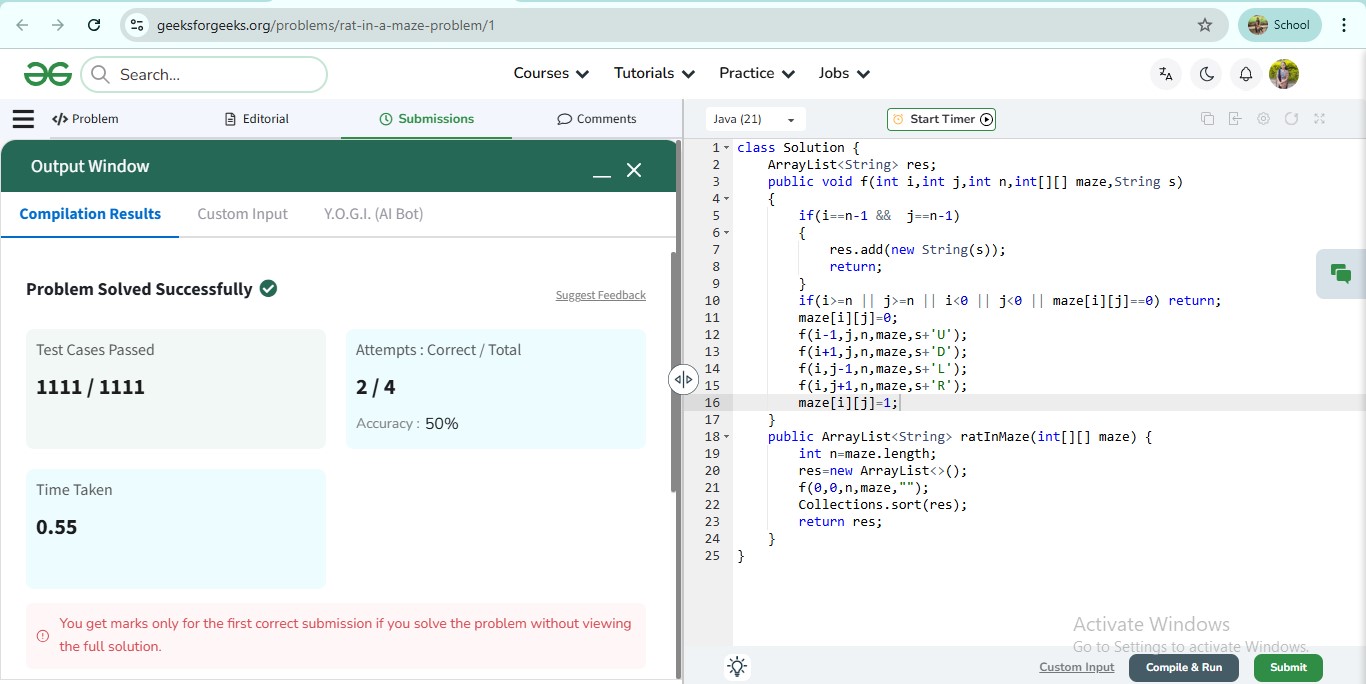 geeksforgeeks.org/problems/rat-in-a-maze-problem/1
School
Search...
Courses
Tutorials
Practice
Jobs
</> Problem
Editorial
Submissions
Comments
Java (21)
Start Timer
Output Window
Compilation Results
Custom Input
Y.O.G.I. (AI Bot)
Problem Solved Successfully
Suggest Feedback
Test Cases Passed
1111 / 1111
Attempts : Correct / Total
2 / 4
Accuracy : 50%
Time Taken
0.55
You get marks only for the first correct submission if you solve the problem without viewing
the full solution.
1 class Solution {
2 ArrayList<String> res;
3 public void f(int i,int j,int n,int[][] maze,String s)
4 {
5 if(i==n-1 &&  j==n-1)
6 {
7 res.add(new String(s));
8 return;
9 }
10 if(i>=n || j>=n || i<0 || j<0 || maze[i][j]==0) return;
11 maze[i][j]=0;
12 f(i-1,j,n,maze,s+'U');
13 f(i+1,j,n,maze,s+'D');
14 f(i,j-1,n,maze,s+'L');
15 f(i,j+1,n,maze,s+'R');
16 maze[i][j]=1;
17 }
18 public ArrayList<String> ratInMaze(int[][] maze) {
19 int n=maze.length;
20 res=new ArrayList<>();
21 f(0,0,n,maze,"");
22 Collections.sort(res);
23 return res;
24 }
25 }
Activate Windows
Go to Settings to activate Windows.
Custom Input
Compile & Run
Submit